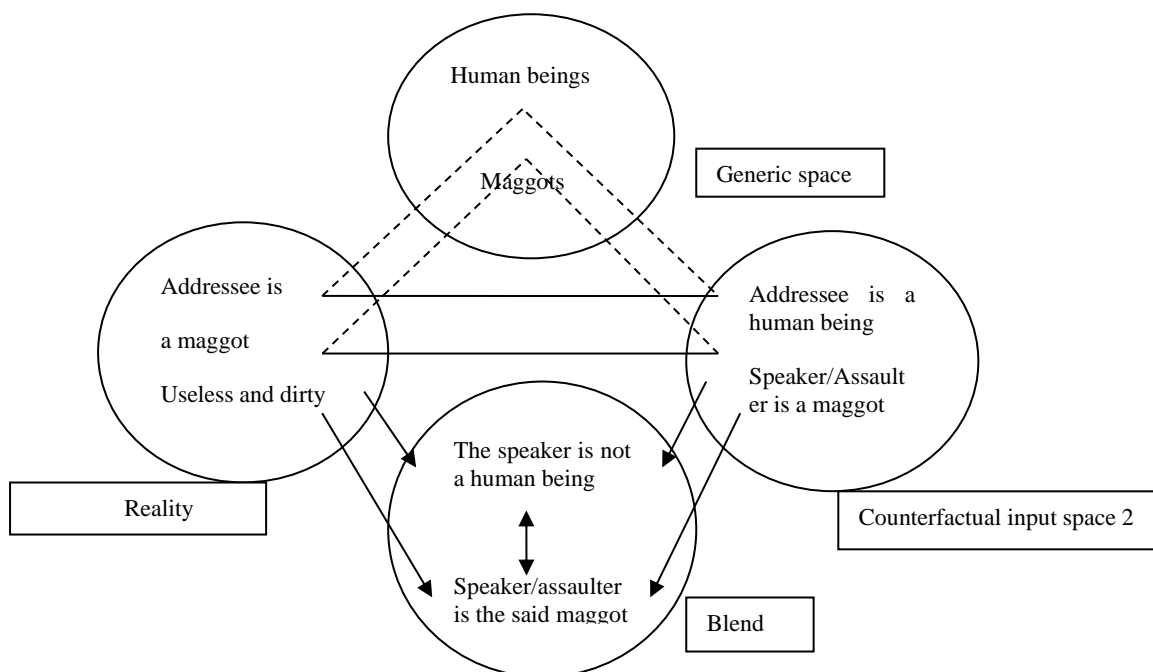 Human beings
Maggots
Generic space
Addressee is
a maggot
Useless and dirty
Addressee is a
human being
Speaker/Assault
er is a maggot
The speaker is not
a human being
Speaker/assaulter
is the said maggot
Reality
Counterfactual input space 2
Blend